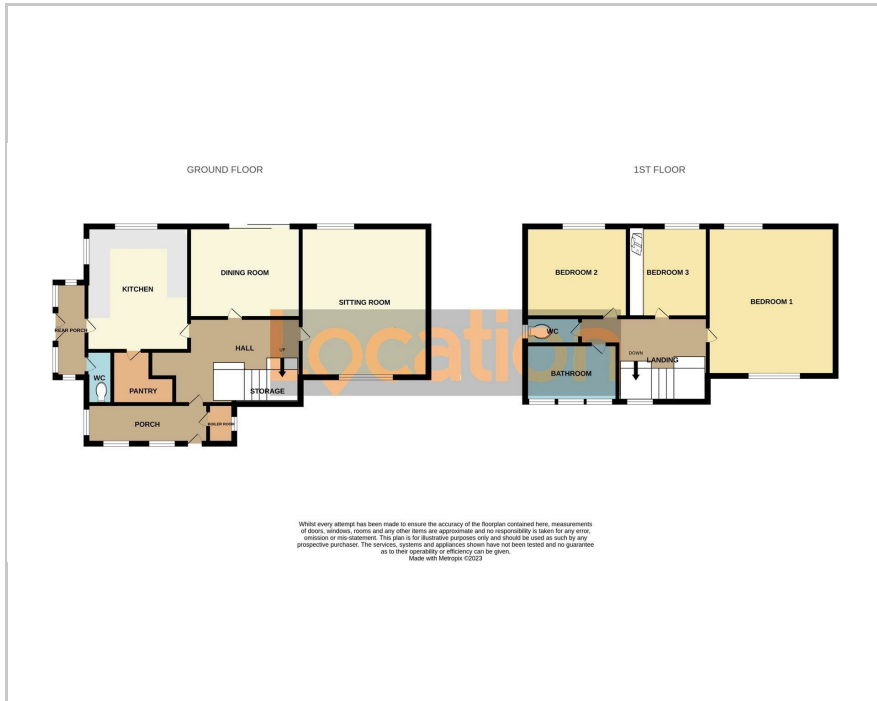 GROUND FLOOR
1ST FLOOR
KITCHEN
DINING ROOM
SITTING ROOM
REAR PORCH
HALL
UP
WC
PANTRY
STORAGE
PORCH
BOILER ROOM
BEDROOM 2
BEDROOM 3
BEDROOM 1
WC
DOWN
LANDING
BATHROOM
Location
Whilst every attempt has been made to ensure the accuracy of the floorplan contained here, measurements
of doors, windows, rooms and any other items are approximate and no responsibility is taken for any error,
omission or mis-statement. This plan is for illustrative purposes only and should be used as such by any
prospective purchaser. The services, systems and appliances shown have not been tested and no guarantee
as to their operability or efficiency can be given.
Made with Metropix ©2023